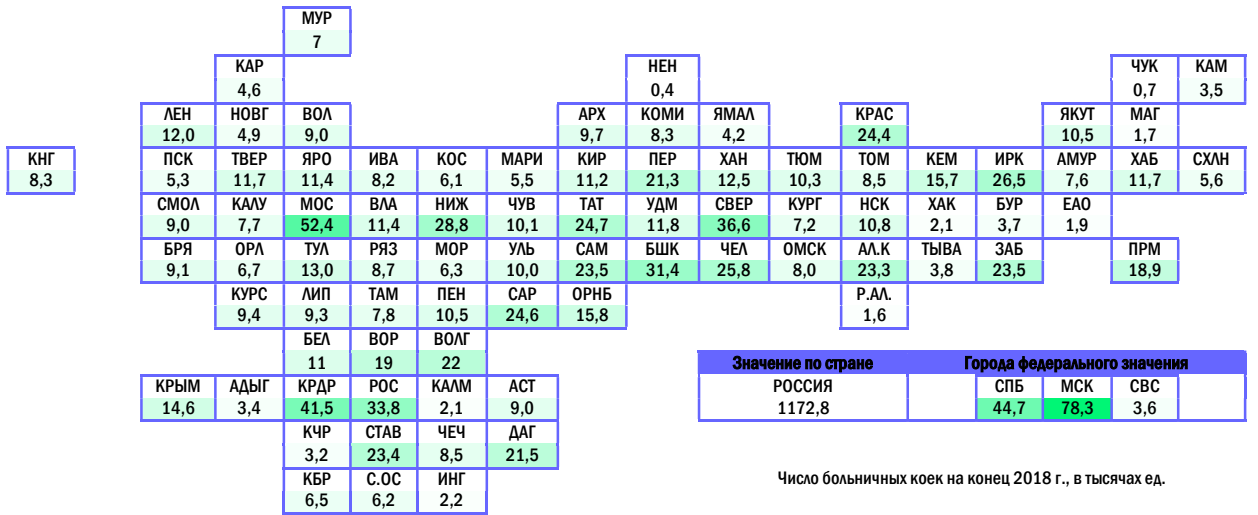 МУР
7
КАР НЕН ЧУК КАМ
4,6 0,4 0,7 3,5
ЛЕН НОВГ ВОЛ АРХ КОМИ ЯМАЛ КРАС ЯКУТ МАГ
12,0 4,9 9,0 9,7 8,3 4,2 24,4 10,5 1,7
КНГ ПСК ТВЕР ЯРО ИВА КОС МАРИ КИР ПЕР ХАН ТЮМ ТОМ КЕМ ИРК АМУР ХАБ СХЛН
8,3 5,3 11,7 11,4 8,2 6,1 5,5 11,2 21,3 12,5 10,3 8,5 15,7 26,5 7,6 11,7 5,6
СМОЛ КАЛУ МОС ВЛА НИЖ ЧУВ ТАТ УДМ СВЕР КУРГ НСК ХАК БУР ЕАО
9,0 7,7 52,4 11,4 28,8 10,1 24,7 11,8 36,6 7,2 10,8 2,1 3,7 1,9
БРЯ ОРЛ ТУЛ РЯЗ МОР УЛЬ САМ БШК ЧЕЛ ОМСК АЛ.К ТЫВА ЗАБ ПРМ
9,1 6,7 13,0 8,7 6,3 10,0 23,5 31,4 25,8 8,0 23,3 3,8 23,5 18,9
КУРС ЛИП ТАМ ПЕН САР ОРНБ Р.АЛ.
9,4 9,3 7,8 10,5 24,6 15,8 1,6
БЕЛ ВОР ВОЛГ
11 19 22
Значение по стране Города федерального значения
КРЫМ АДЫГ КРДР РОС КАЛМ АСТ РОССИЯ СПБ МСК СВС
14,6 3,4 41,5 33,8 2,1 9,0 1172,8 44,7 78,3 3,6
КЧР СТАВ ЧЕЧ ДАГ
3,2 23,4 8,5 21,5
КБР С.ОС ИНГ
6,5 6,2 2,2
Число больничных коек на конец 2018 г., в тысячах ед.